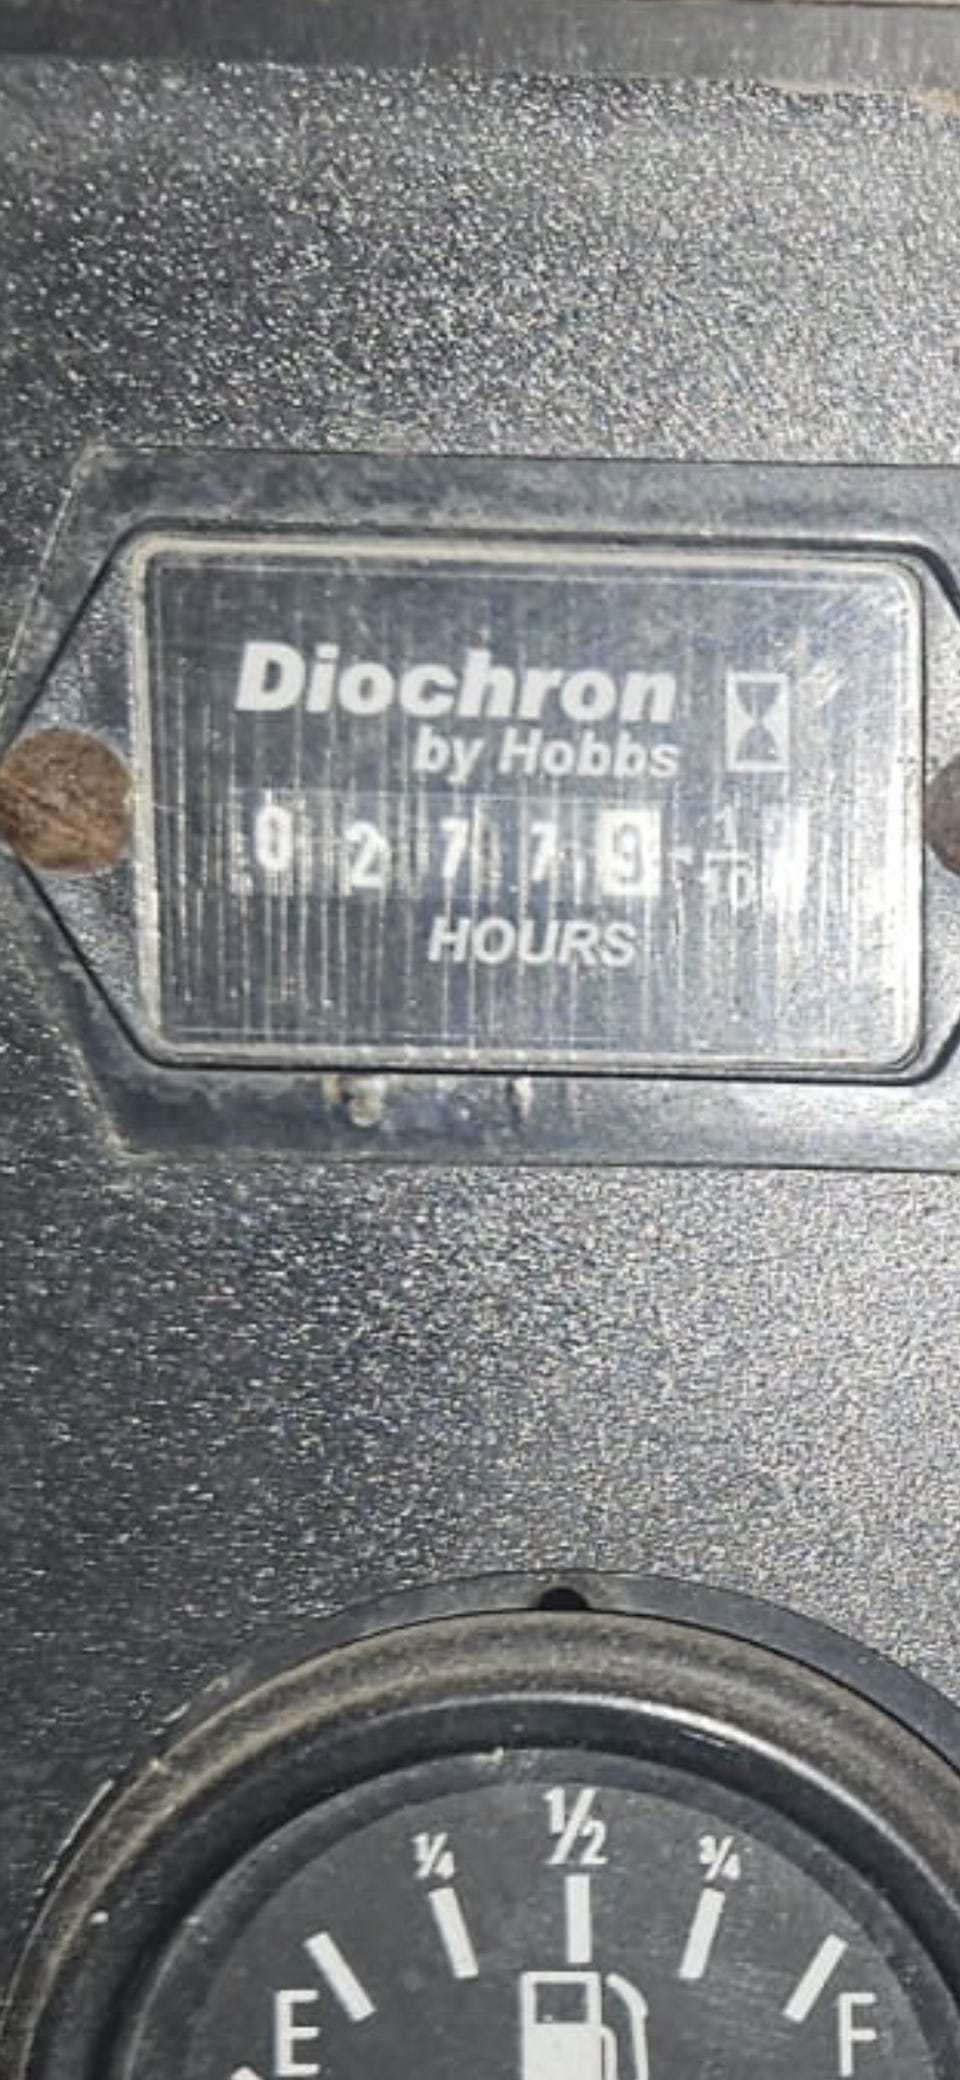 Diochron
by Hobbs
0 2 7 7 9 1/10
HOURS
1/4 1/2 3/4
E F